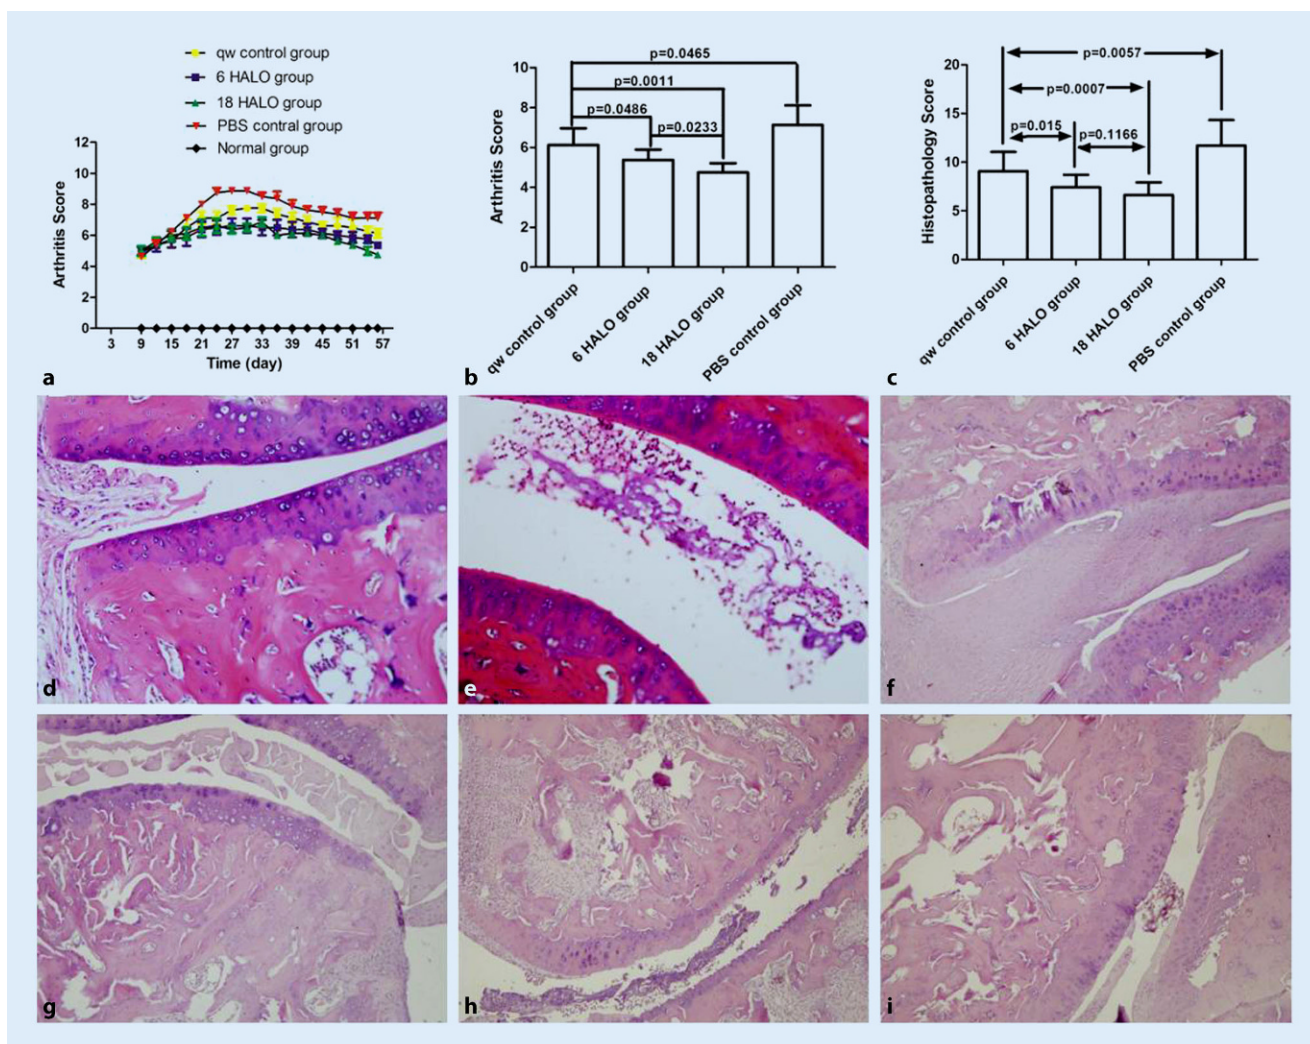 qw control group
6 HALO group
18 HALO group
PBS contral group
Normal group
12
10
8
6
4
2
0
Arthritis Score
3 9 15 21 27 33 39 45 51 57
Time (day)
a
p=0.0465
p=0.0011
p=0.0486
p=0.0233
10
8
6
4
2
0
Arthritis Score
qw control group
6 HALO group
18 HALO group
PBS control group
b
p=0.0057
p=0.0007
p=0.015
p=0.1166
20
15
10
5
0
Histopathology Score
qw control group
6 HALO group
18 HALO group
PBS control group
c
d
e
f
g
h
i